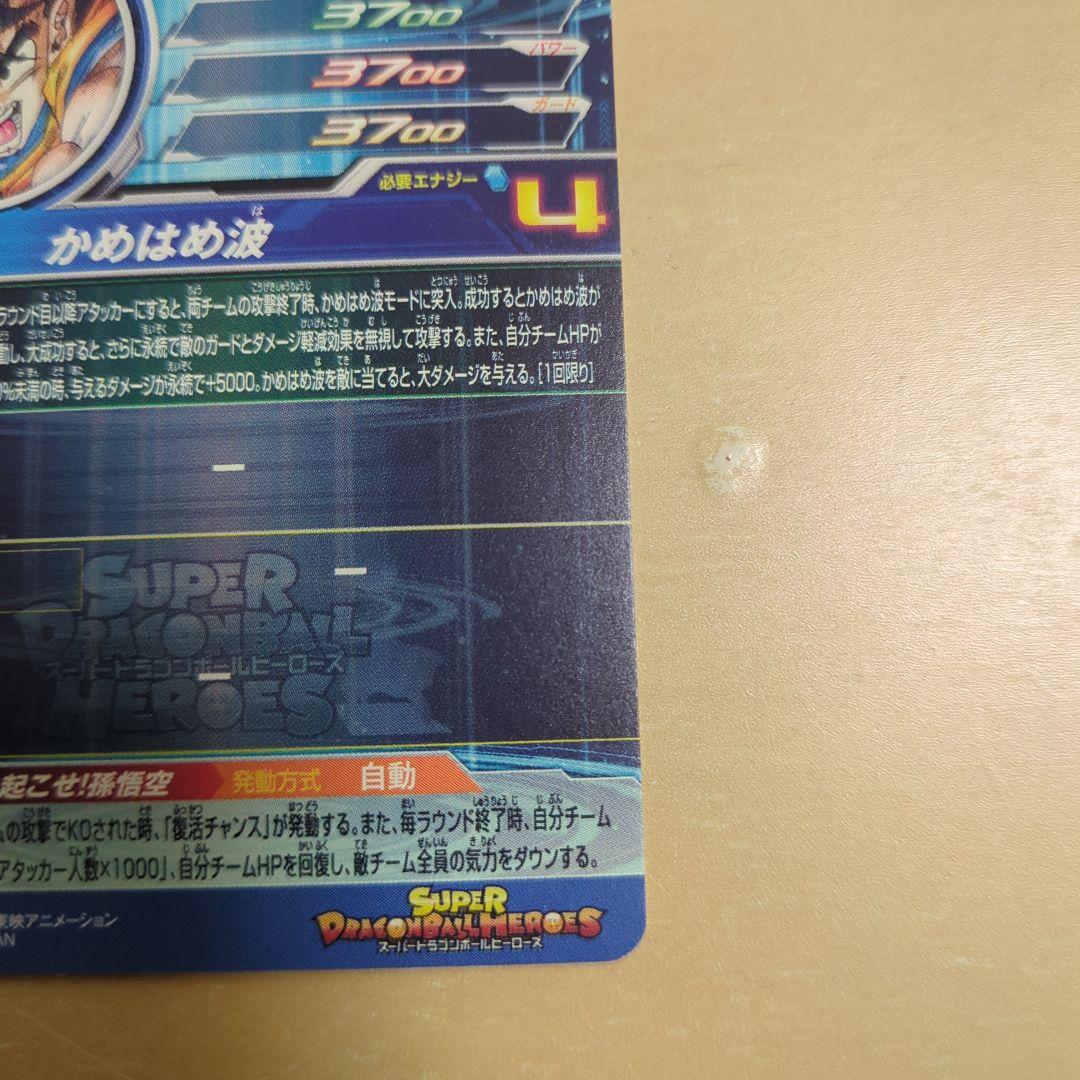 3700
パワー
3700
ガード
3700
必要エナジー 4
かめはめ波
ラウンド目以降アタッカーにすると、両チームの攻撃終了時、かめはめ波モードに突入。成功するとかめはめ波が
し、大成功すると、さらに永続で敵のガードとダメージ軽減効果を無視して攻撃する。また、自分チームHPが
%未満の時、与えるダメージが永続で+5000。かめはめ波を敵に当てると、大ダメージを与える。[1回限り]
ー
SUPER
ー
DRAGONBALL
スーパードラゴンボールヒーローズ
ー
HEROES
起こせ!孫悟空 発動方式 自動
の攻撃でKOされた時、「復活チャンス」が発動する。また、毎ラウンド終了時、自分チーム
アタッカー人数×1000」、自分チームHPを回復し、敵チーム全員の気力をダウンする。
東映アニメーション
AN
SUPER
DRAGONBALL HEROES
スーパードラゴンボールヒーローズ